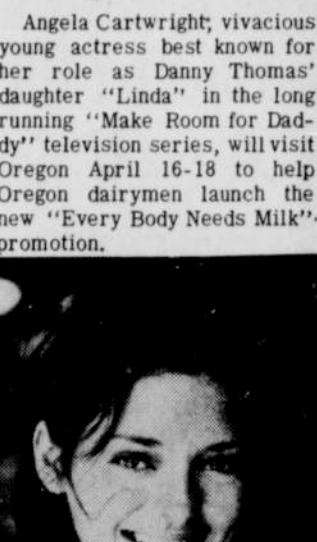 Angela Cartwright, vivacious
young actress best known for
her role as Danny Thomas'
daughter "Linda" in the long
running "Make Room for Dad-
dy" television series, will visit
Oregon April 16-18 to help
Oregon dairymen launch the
new "Every Body Needs Milk"
promotion.